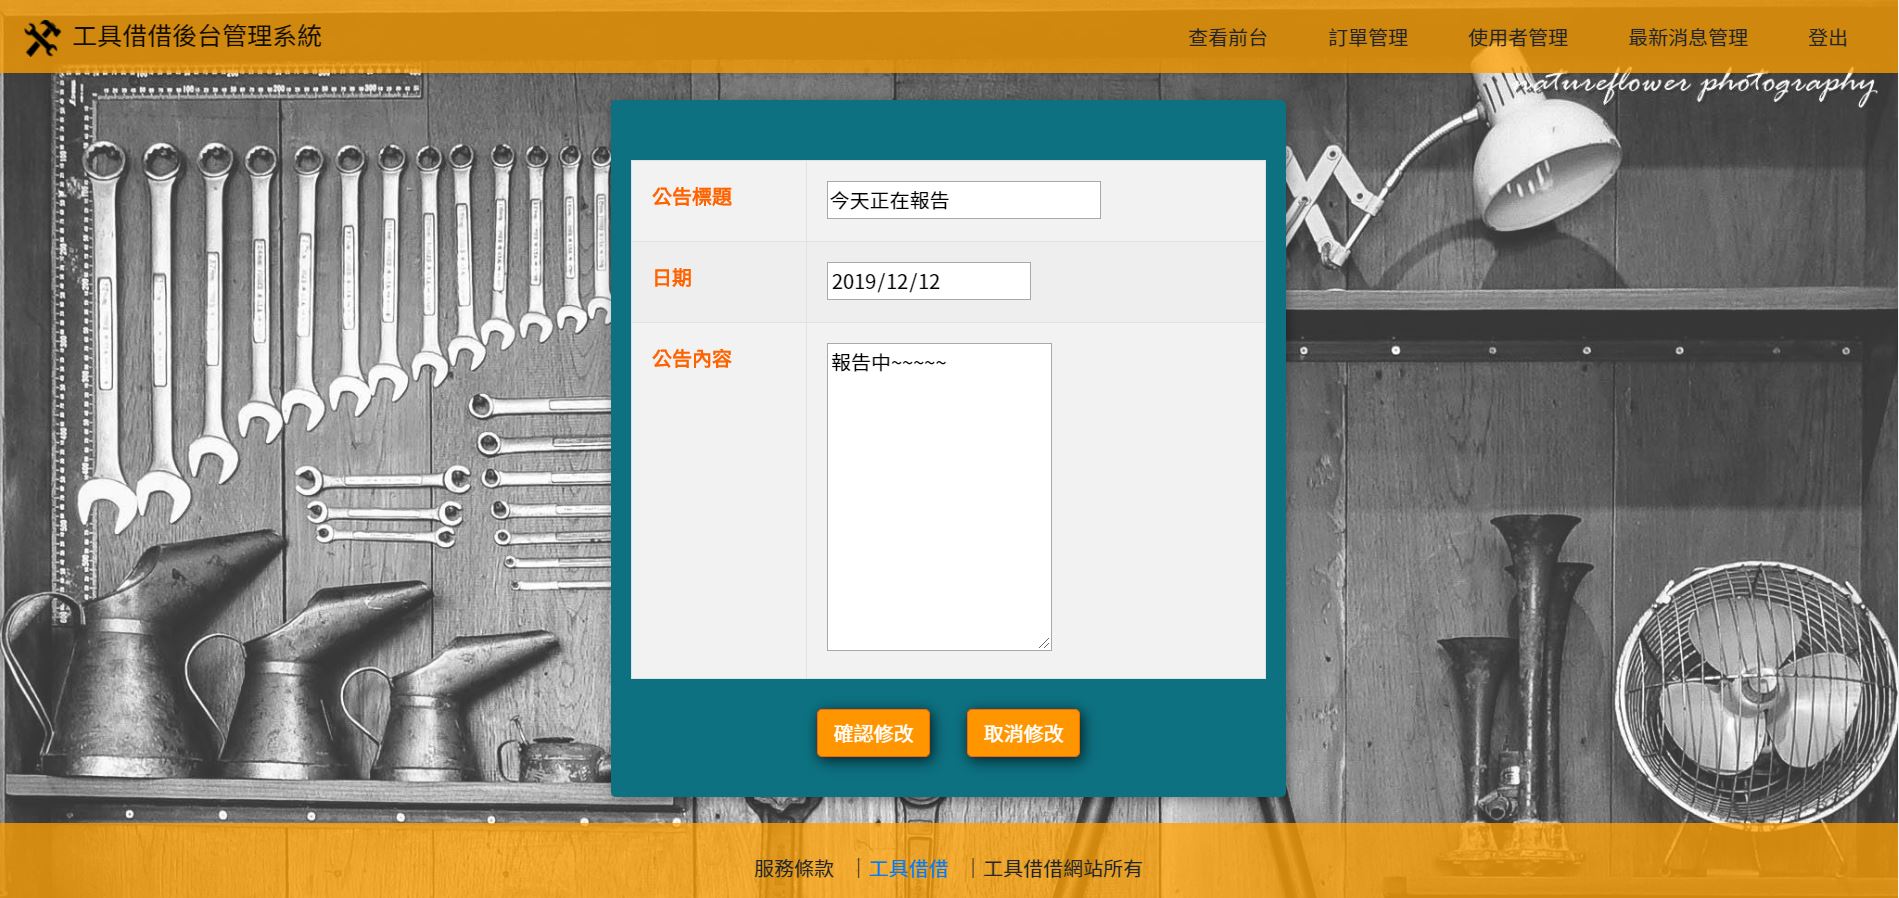 工具借借後台管理系統
查看前台 訂單管理 使用者管理 最新消息管理 登出
natureflower photography
公告標題 今天正在報告
日期 2019/12/12
公告內容 報告中~~~~~
確認修改 取消修改
服務條款 | 工具借借 | 工具借借網站所有